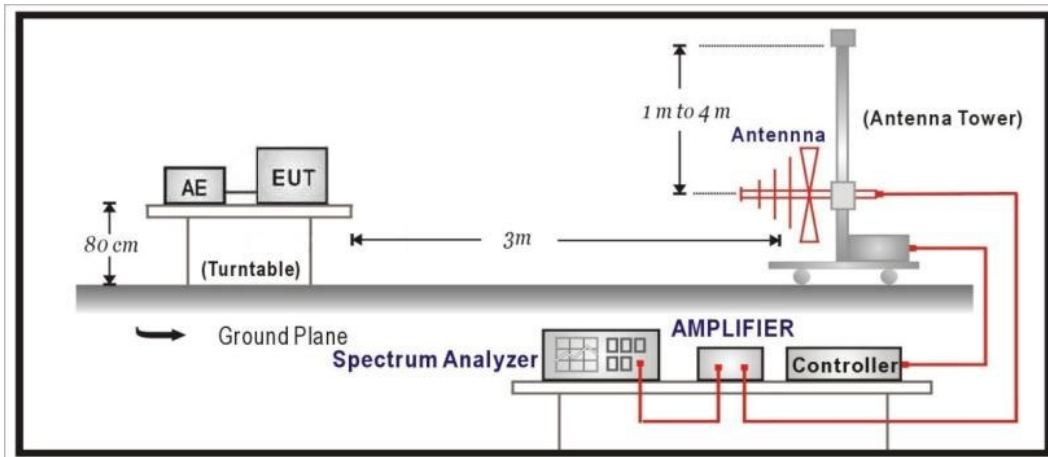 1 m to 4 m
(Antenna Tower)
Antennna
AE
EUT
80 cm
3m
(Turntable)
Ground Plane
AMPLIFIER
Spectrum Analyzer
Controller